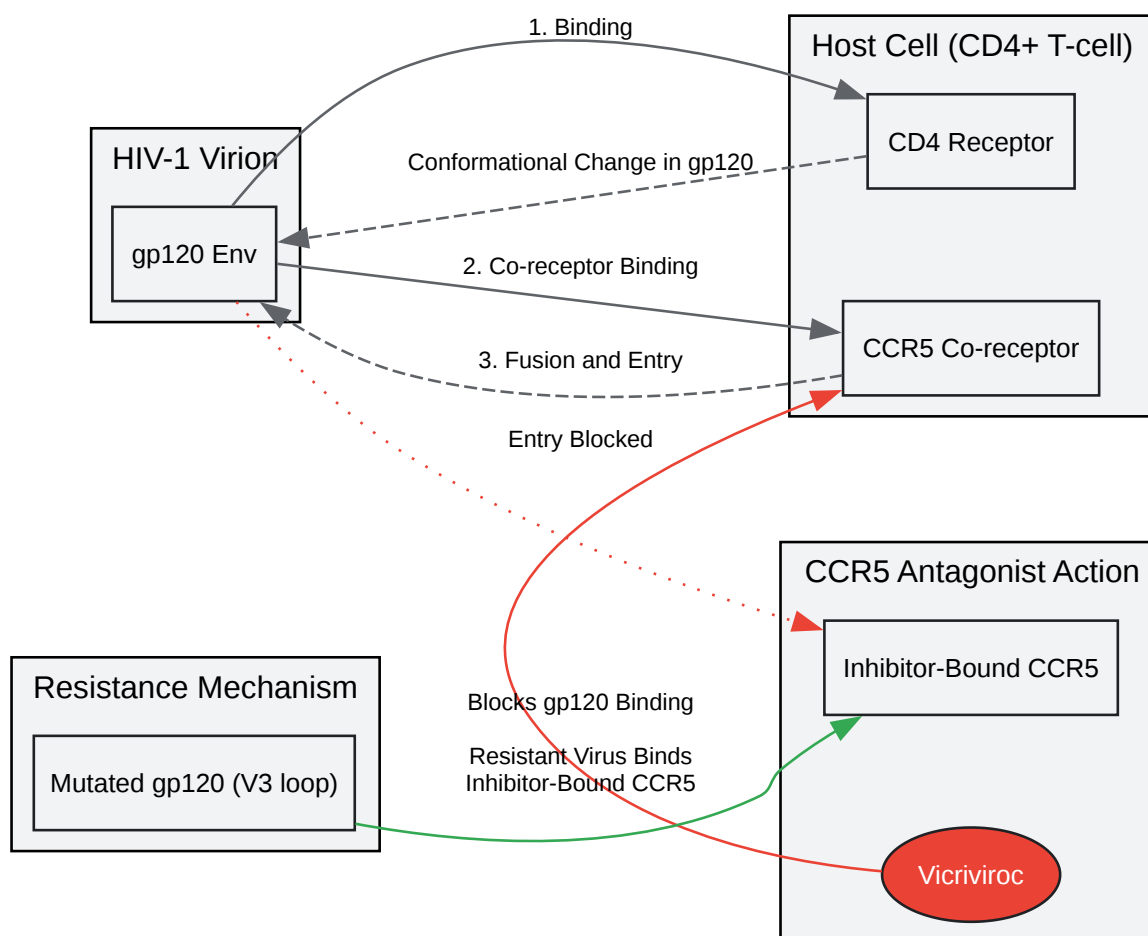 1. Binding
Host Cell (CD4+ T-cell)
CD4 Receptor
HIV-1 Virion
Conformational Change in gp120
gp120 Env
2. Co-receptor Binding
CCR5 Co-receptor
3. Fusion and Entry
Entry Blocked
CCR5 Antagonist Action
Inhibitor-Bound CCR5
Resistance Mechanism
Blocks gp120 Binding
Mutated gp120 (V3 loop)
Resistant Virus Binds
Inhibitor-Bound CCR5
Vicriviroc